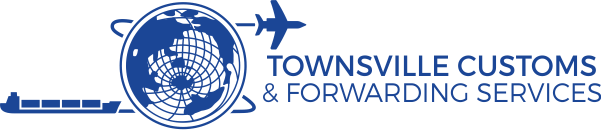 TOWNSVILLE CUSTOMS
& FORWARDING SERVICES